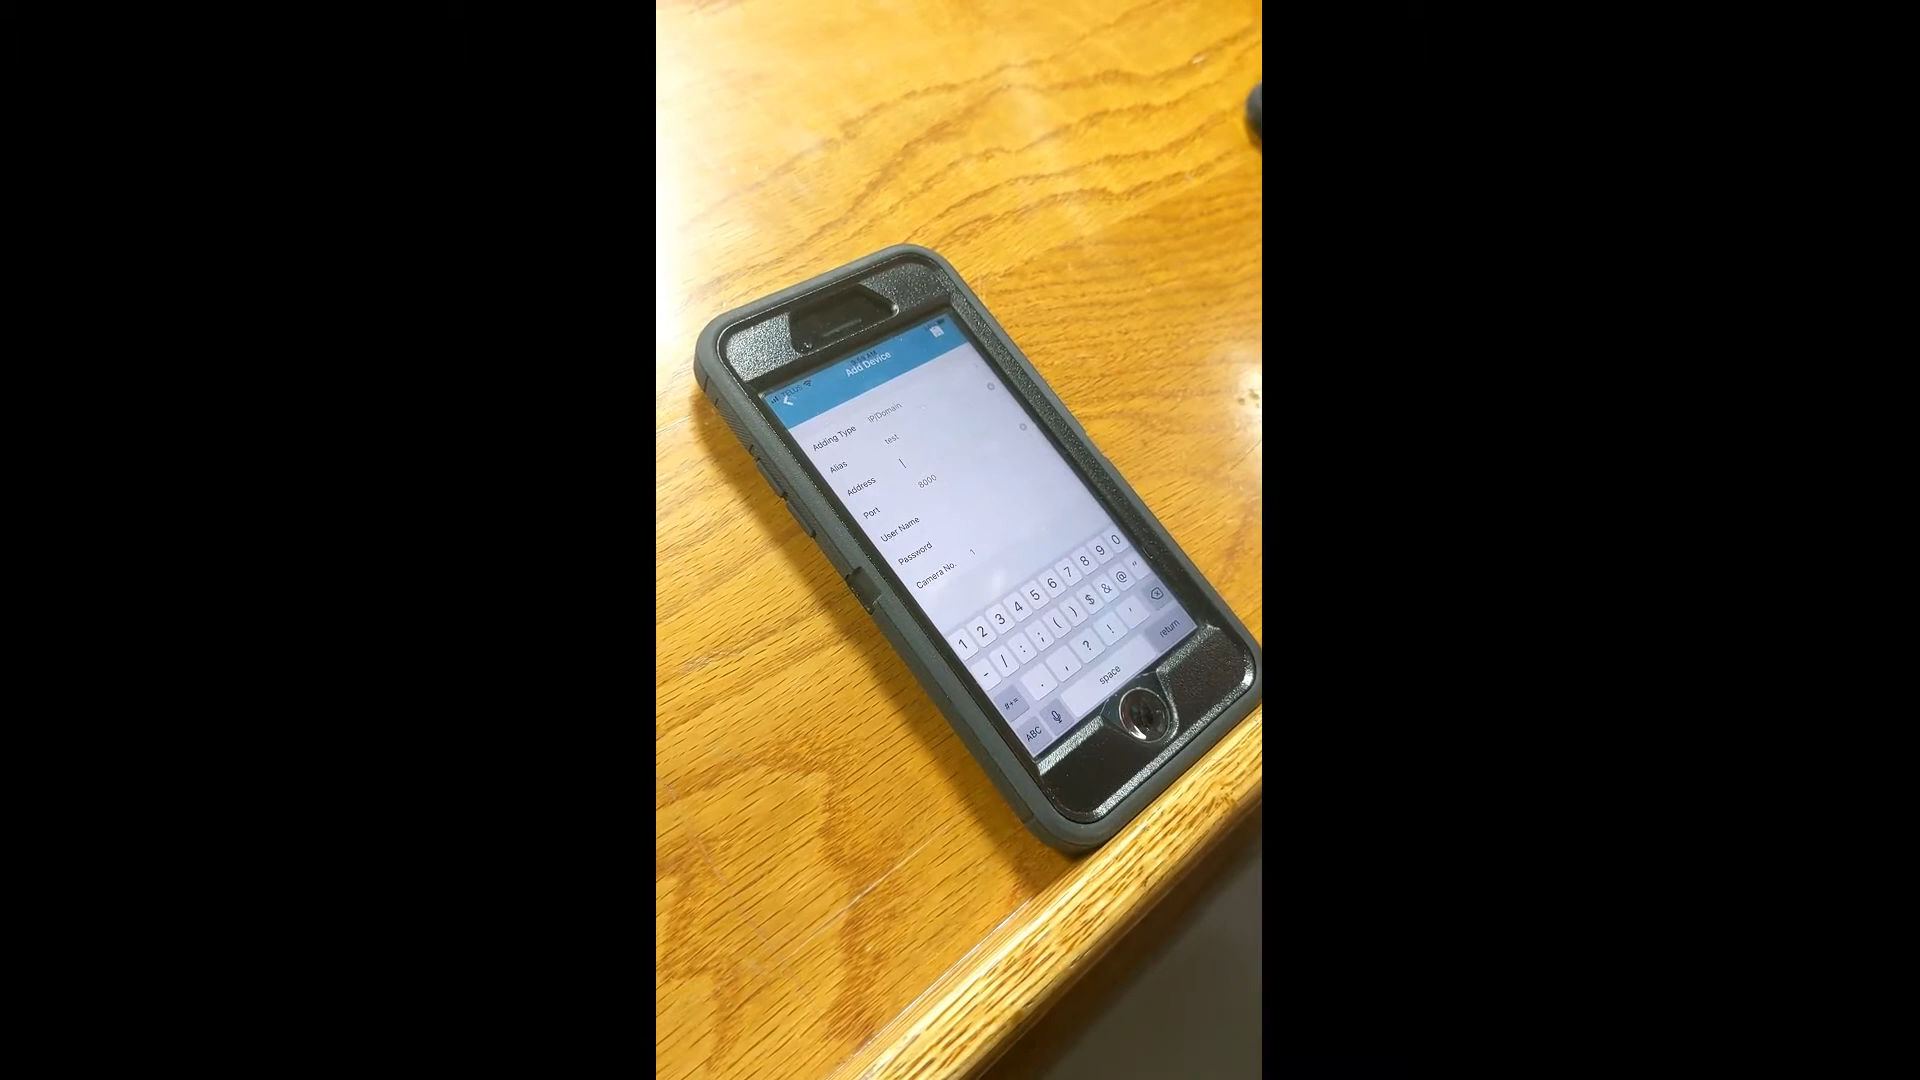 TELUS
Add Device
Adding Type IP/Domain
Alias test
Address
Port 8000
User Name
Password
Camera No. 1
1 2 3 4 5 6 7 8 9 0
- / : ; ( ) $ & @ "
#+= . , ? ! '
ABC space return